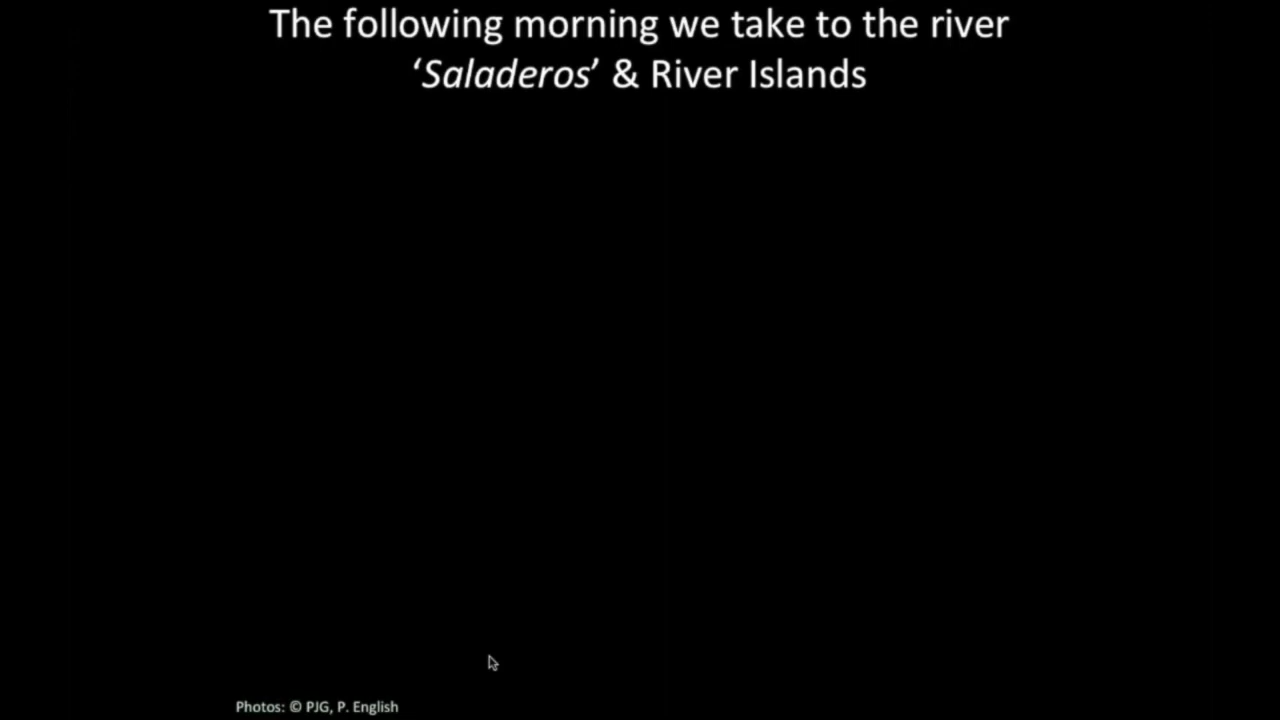 The following morning we take to the river
‘Saladeros’ & River Islands
Photos: © PJG, P. English